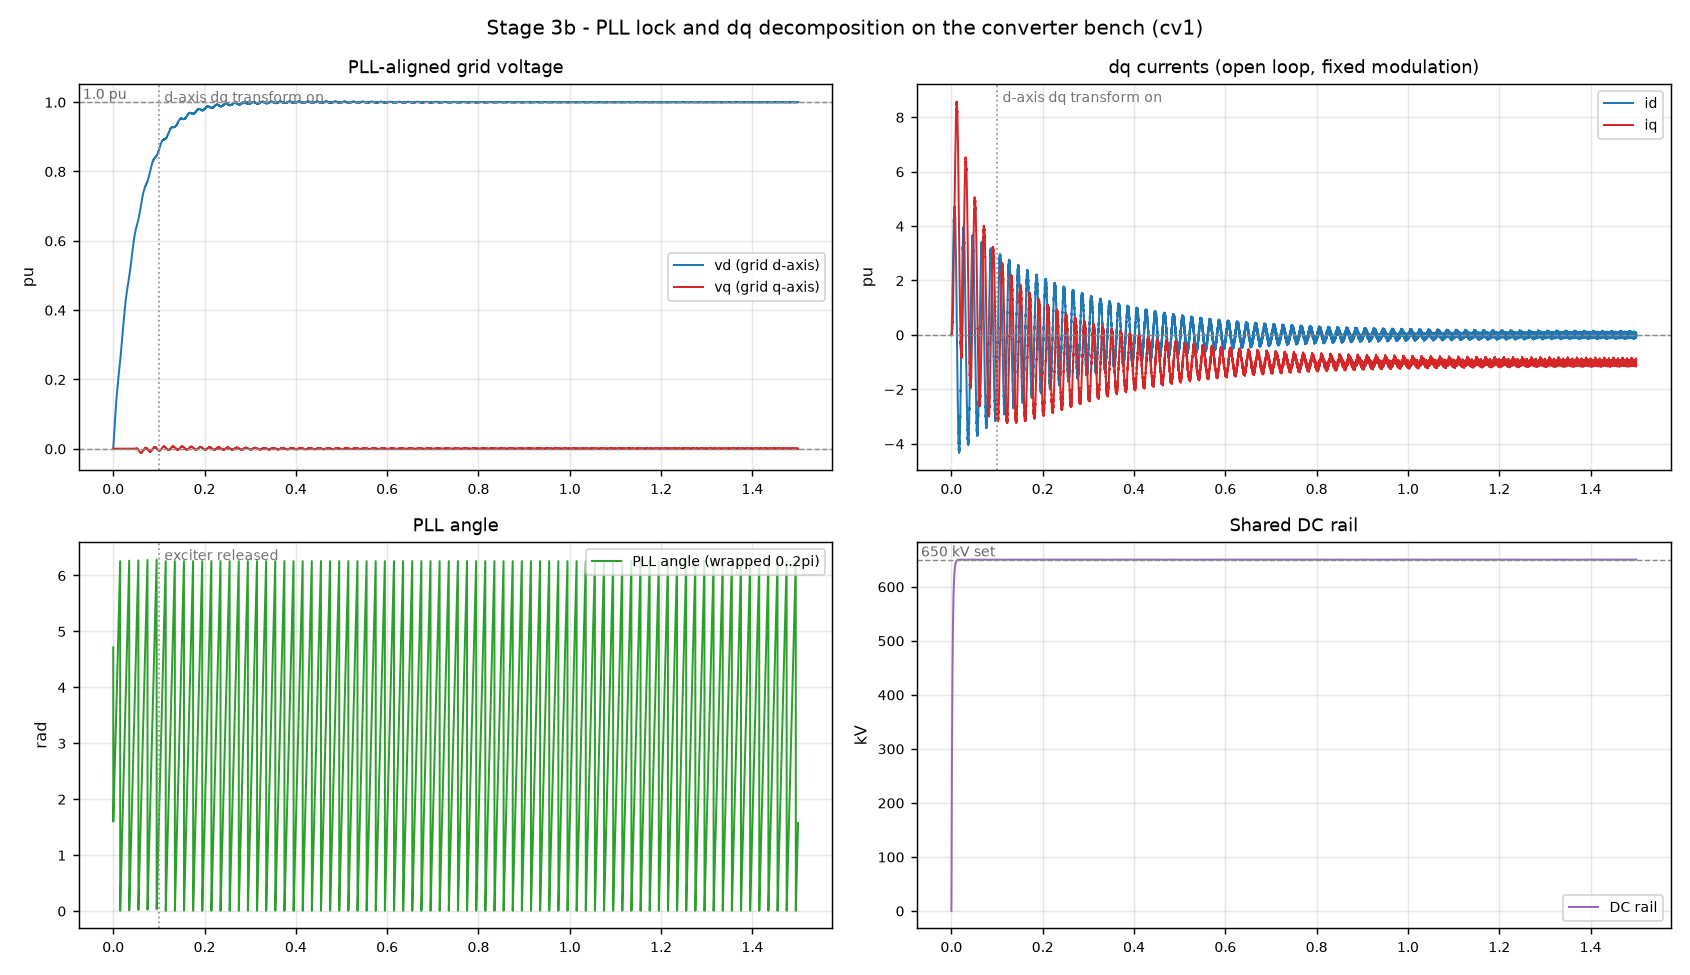 Stage 3b - PLL lock and dq decomposition on the converter bench (cv1)
PLL-aligned grid voltage
1.0 pu
d-axis dq transform on
1.0
0.8
0.6
0.4
0.2
0.0
pu
vd (grid d-axis)
vq (grid q-axis)
0.0 0.2 0.4 0.6 0.8 1.0 1.2 1.4
dq currents (open loop, fixed modulation)
d-axis dq transform on
id
iq
8
6
4
2
0
−2
−4
pu
0.0 0.2 0.4 0.6 0.8 1.0 1.2 1.4
PLL angle
exciter released
PLL angle (wrapped 0..2pi)
6
5
4
3
2
1
0
rad
0.0 0.2 0.4 0.6 0.8 1.0 1.2 1.4
Shared DC rail
650 kV set
600
500
400
300
200
100
0
kV
DC rail
0.0 0.2 0.4 0.6 0.8 1.0 1.2 1.4